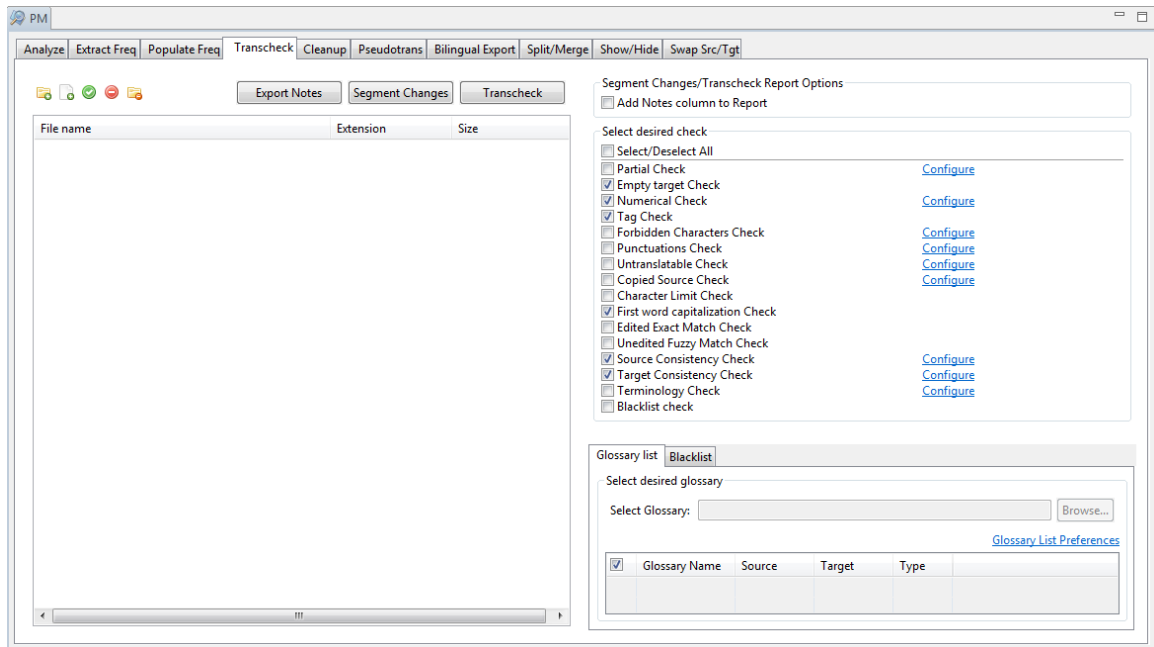 PM
Analyze Extract Freq Populate Freq Transcheck Cleanup Pseudotrans Bilingual Export Split/Merge Show/Hide Swap Src/Tgt
Export Notes Segment Changes Transcheck
File name Extension Size
Segment Changes/Transcheck Report Options
Add Notes column to Report
Select desired check
Select/Deselect All
Partial Check Configure
Empty target Check
Numerical Check Configure
Tag Check
Forbidden Characters Check Configure
Punctuations Check Configure
Untranslatable Check Configure
Copied Source Check Configure
Character Limit Check
First word capitalization Check
Edited Exact Match Check
Unedited Fuzzy Match Check
Source Consistency Check Configure
Target Consistency Check Configure
Terminology Check Configure
Blacklist check
Glossary list Blacklist
Select desired glossary
Select Glossary: Browse...
Glossary List Preferences
Glossary Name Source Target Type